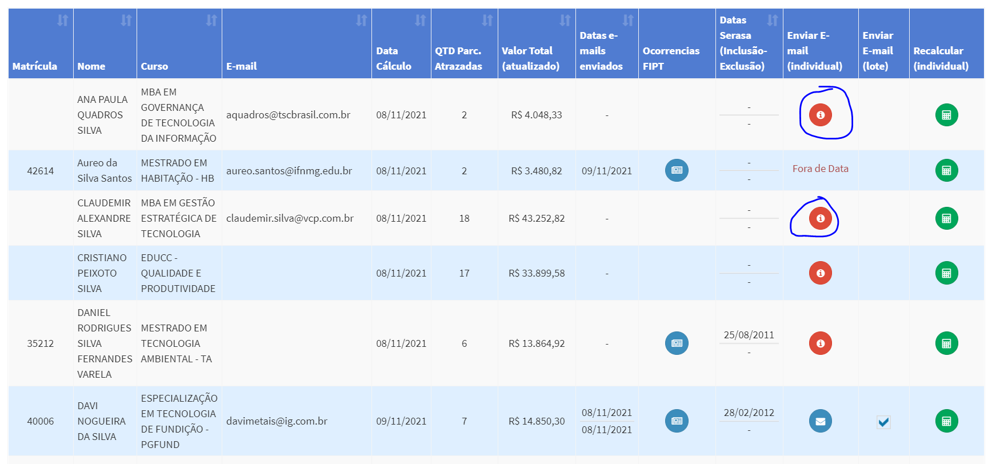 Matrícula
Nome
Curso
E-mail
Data
Cálculo
QTD Parc.
Atrazadas
Valor Total
(atualizado)
Datas e-
mails
enviados
Ocorrencias
FIPT
Datas
Serasa
(Inclusão-
Exclusão)
Enviar E-
mail
(individual)
Enviar
E-mail
(lote)
Recalcular
(individual)
ANA PAULA
QUADROS
SILVA
MBA EM
GOVERNANÇA
DE TECNOLOGIA
DA INFORMAÇÃO
aquadros@tscbrasil.com.br
08/11/2021
2
R$ 4.048,33
-
-
-
42614
Aureo da
Silva Santos
MESTRADO EM
HABITAÇÃO - HB
aureo.santos@ifnmg.edu.br
08/11/2021
2
R$ 3.480,82
09/11/2021
-
-
Fora de Data
CLAUDEMIR
ALEXANDRE
SILVA
MBA EM GESTÃO
ESTRATÉGICA DE
TECNOLOGIA
claudemir.silva@vcp.com.br
08/11/2021
18
R$ 43.252,82
-
-
-
CRISTIANO
PEIXOTO
SILVA
EDUCC -
QUALIDADE E
PRODUTIVIDADE
08/11/2021
17
R$ 33.899,58
-
-
-
35212
DANIEL
RODRIGUES
SILVA
FERNANDES
VARELA
MESTRADO EM
TECNOLOGIA
AMBIENTAL - TA
08/11/2021
6
R$ 13.864,92
-
25/08/2011
-
40006
DAVI
NOGUEIRA
DA SILVA
ESPECIALIZAÇÃO
EM TECNOLOGIA
DE FUNDIÇÃO -
PGFUND
davimetais@ig.com.br
09/11/2021
7
R$ 14.850,30
08/11/2021
08/11/2021
28/02/2012
-